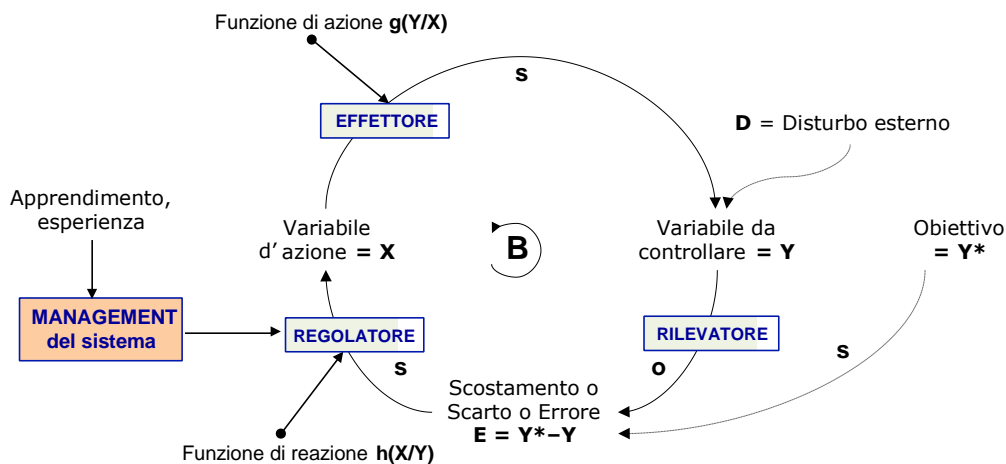 Funzione di azione g(Y/X)
s
EFFETTORE
D = Disturbo esterno
Apprendimento,
esperienza
Variabile
d’azione = X
B
Variabile da
controllare = Y
Obiettivo
= Y*
MANAGEMENT
del sistema
REGOLATORE
RILEVATORE
s
o
s
Scostamento o
Scarto o Errore
E = Y*–Y
Funzione di reazione h(X/Y)